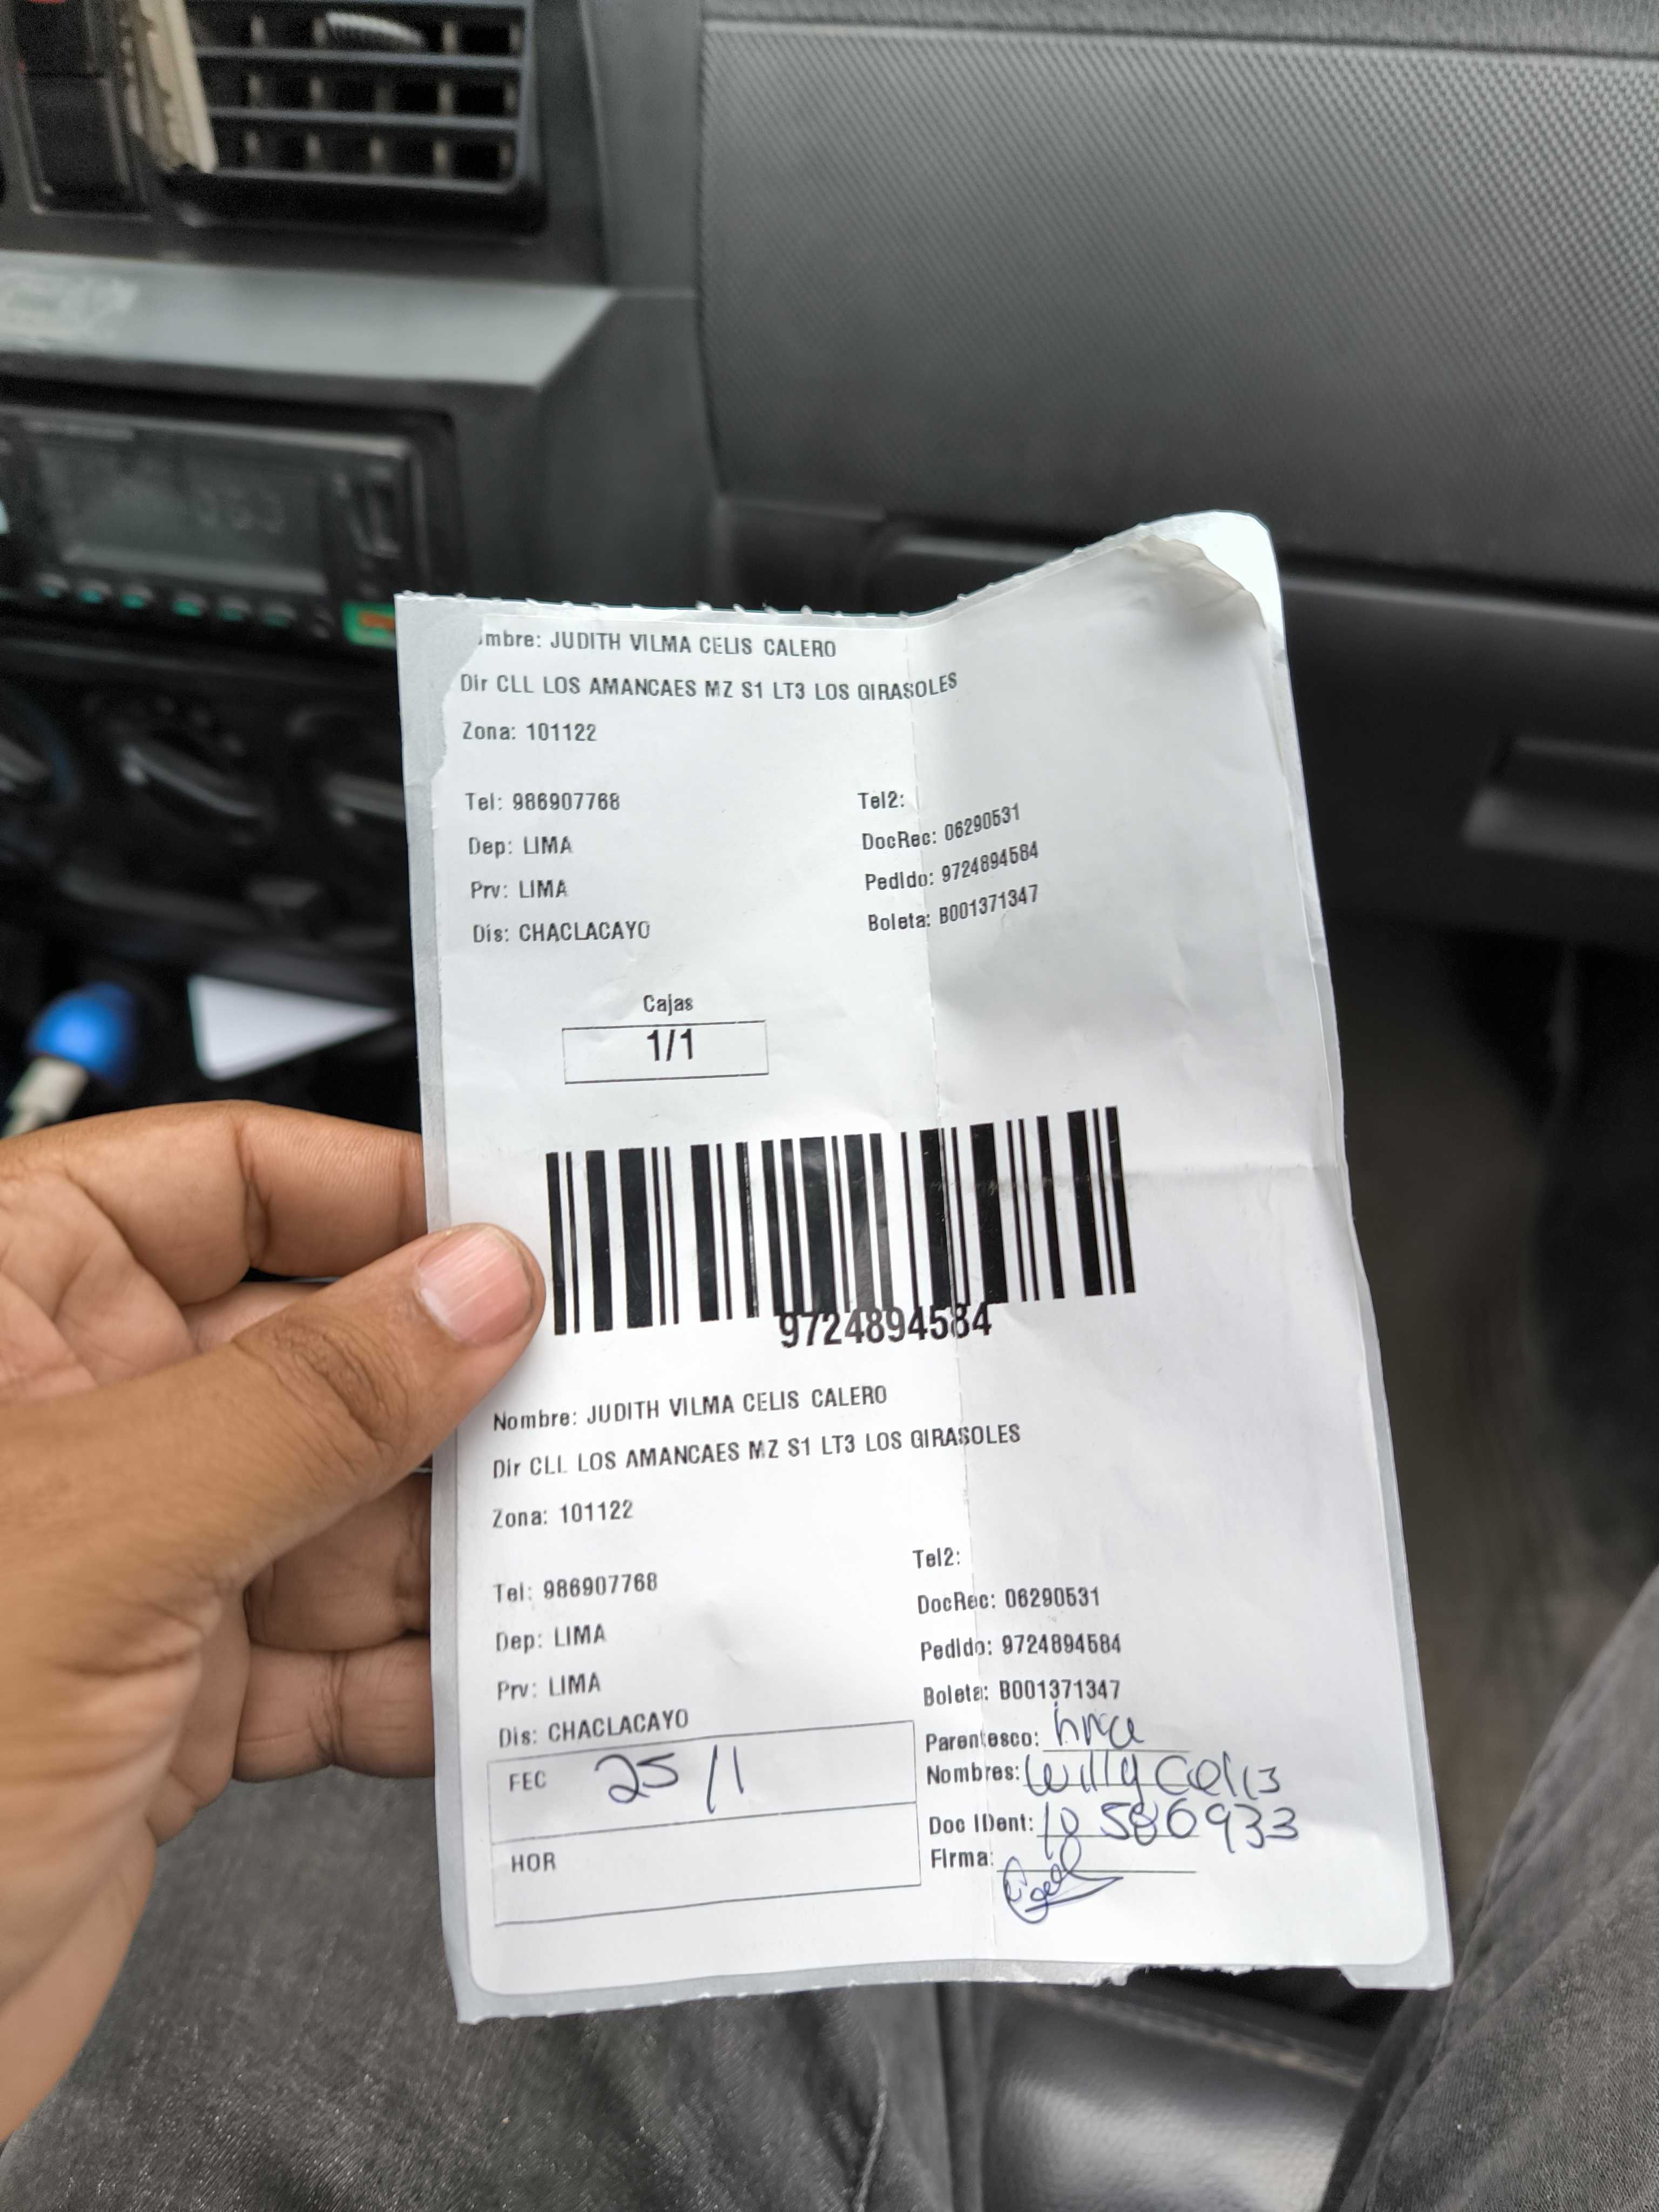 mbre: JUDITH VILMA CELIS CALERO
Dir CLL LOS AMANCAES MZ S1 LT3 LOS GIRASOLES
Zona: 101122
Tel: 986907768 Tel2:
Dep: LIMA DocRec: 06290531
Prv: LIMA Pedido: 9724894584
Dis: CHACLACAYO Boleta: B001371347
Cajas
1/1
9724894584
Nombre: JUDITH VILMA CELIS CALERO
Dir CLL LOS AMANCAES MZ S1 LT3 LOS GIRASOLES
Zona: 101122
Tel2:
Tel: 986907768 DocRec: 06290531
Dep: LIMA Pedido: 9724894584
Prv: LIMA Boleta: B001371347
Dis: CHACLACAYO Parentesco:
FEC 25/1 Nombres: Willy Celis
Doc IDent: 10586933
HOR Firma: